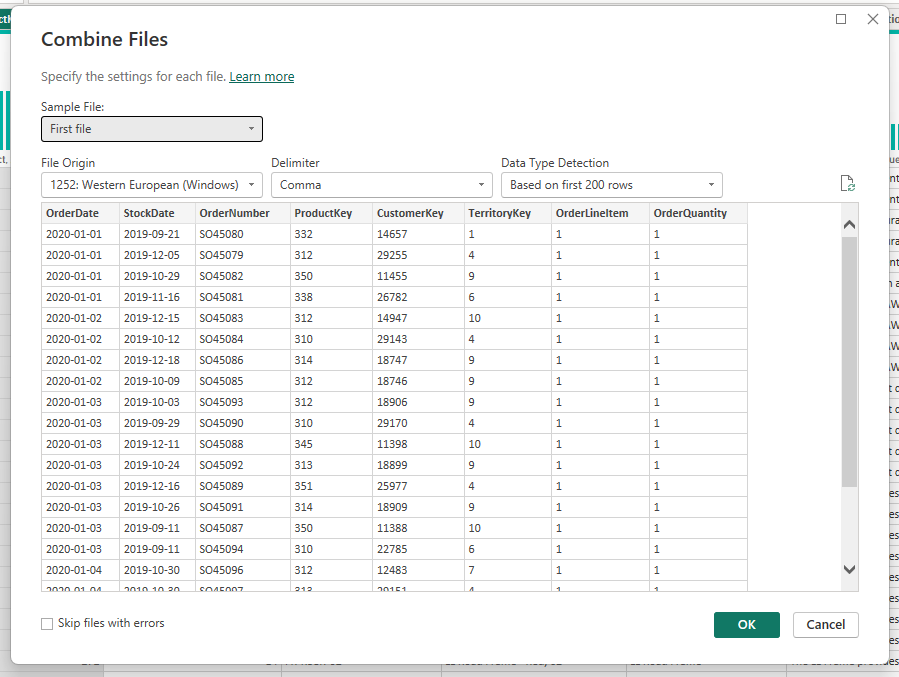 Combine Files
Specify the settings for each file. Learn more
Sample File:
First file
File Origin Delimiter Data Type Detection
1252: Western European (Windows) Comma Based on first 200 rows
OrderDate StockDate OrderNumber ProductKey CustomerKey TerritoryKey OrderLineItem OrderQuantity
2020-01-01 2019-09-21 SO45080 332 14657 1 1 1
2020-01-01 2019-12-05 SO45079 312 29255 4 1 1
2020-01-01 2019-10-29 SO45082 350 11455 9 1 1
2020-01-01 2019-11-16 SO45081 338 26782 6 1 1
2020-01-02 2019-12-15 SO45083 312 14947 10 1 1
2020-01-02 2019-10-12 SO45084 310 29143 4 1 1
2020-01-02 2019-12-18 SO45086 314 18747 9 1 1
2020-01-02 2019-10-09 SO45085 312 18746 9 1 1
2020-01-03 2019-10-03 SO45093 312 18906 9 1 1
2020-01-03 2019-09-29 SO45090 310 29170 4 1 1
2020-01-03 2019-12-11 SO45088 345 11398 10 1 1
2020-01-03 2019-10-24 SO45092 313 18899 9 1 1
2020-01-03 2019-12-16 SO45089 351 25977 4 1 1
2020-01-03 2019-10-26 SO45091 314 18909 9 1 1
2020-01-03 2019-09-11 SO45087 350 11388 10 1 1
2020-01-03 2019-09-11 SO45094 310 22785 6 1 1
2020-01-04 2019-10-30 SO45096 312 12483 7 1 1
2020-01-04 2019-10-30 SO45097 313 29151 4 1 1
Skip files with errors
OK Cancel